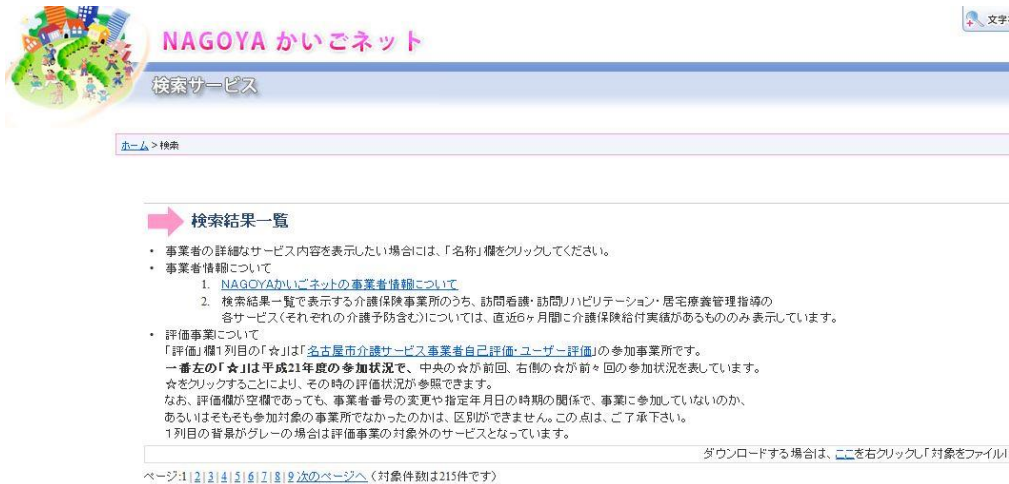 文字
NAGOYA かいごネット
検索サービス
ホーム > 検索
検索結果一覧
・ 事業者の詳細なサービス内容を表示したい場合には、「名称」欄をクリックしてください。
・ 事業者情報について
1. NAGOYAかいごネットの事業者情報について
2. 検索結果一覧で表示する介護保険事業所のうち、訪問看護・訪問リハビリテーション・居宅療養管理指導の
各サービス(それぞれの介護予防含む)については、直近6ヶ月間に介護保険給付実績があるもののみ表示しています。
・ 評価事業について
「評価」欄1列目の「☆」は「名古屋市介護サービス事業者自己評価・ユーザー評価」の参加事業所です。
一番左の「☆」は平成21年度の参加状況で、中央の☆が前回、右側の☆が前々回の参加状況を表しています。
☆をクリックすることにより、その時の評価状況が参照できます。
なお、評価欄が空欄であっても、事業者番号の変更や指定年月日の時期の関係で、事業に参加していないのか、
あるいはそもそも参加対象の事業所でなかったのかは、区別ができません。この点は、ご了承下さい。
1列目の背景がグレーの場合は評価事業の対象外のサービスとなっています。
ダウンロードする場合は、ここを右クリックし「対象をファイルに
ページ:1 | 2 | 3 | 4 | 5 | 6 | 7 | 8 | 9 次のページへ (対象件数は215件です)